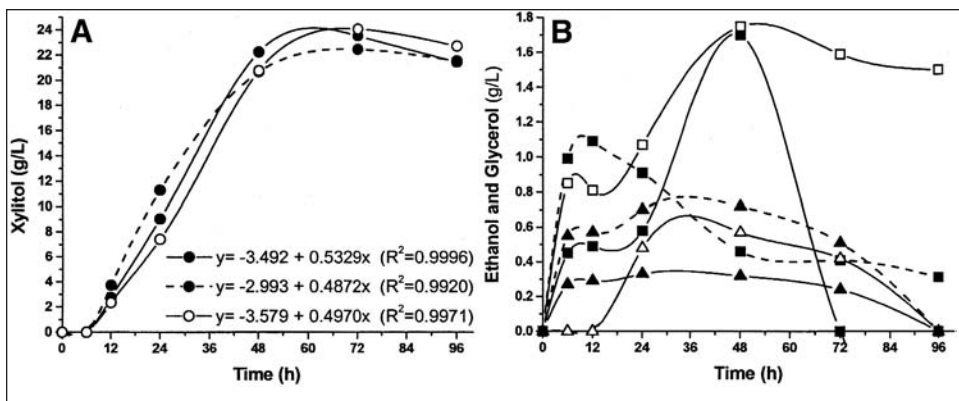 A
Xylitol (g/L)
24
22
20
18
16
14
12
10
8
6
4
2
0
y= -3.492 + 0.5329x (R²=0.9996)
y= -2.993 + 0.4872x (R²=0.9920)
y= -3.579 + 0.4970x (R²=0.9971)
0 12 24 36 48 60 72 84 96
Time (h)
B
Ethanol and Glycerol (g/L)
1.8
1.6
1.4
1.2
1.0
0.8
0.6
0.4
0.2
0.0
0 12 24 36 48 60 72 84 96
Time (h)